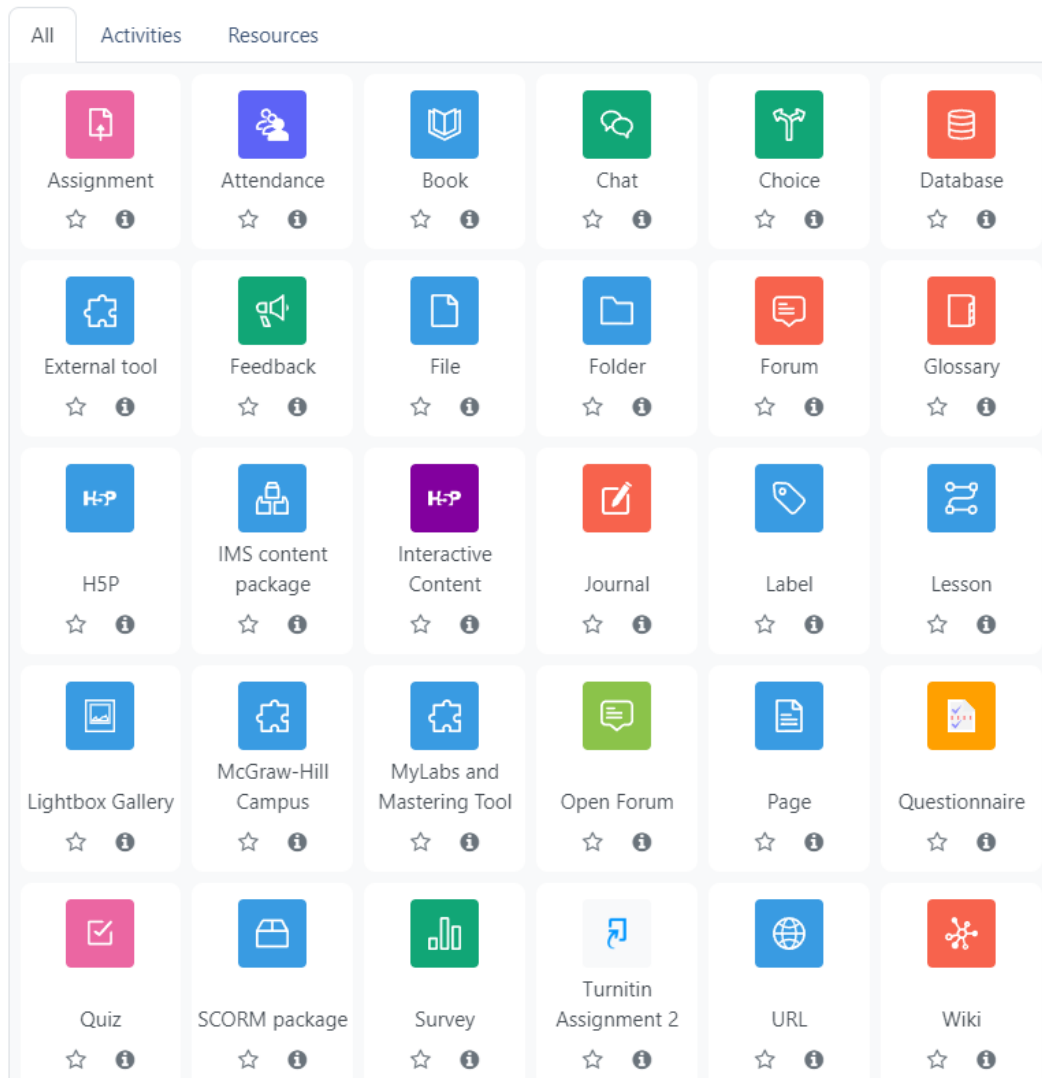 All Activities Resources
Assignment Attendance Book Chat Choice Database
External tool Feedback File Folder Forum Glossary
H5P H5P
IMS content Interactive
H5P package Content Journal Label Lesson
McGraw-Hill MyLabs and
Lightbox Gallery Campus Mastering Tool Open Forum Page Questionnaire
Turnitin
Quiz SCORM package Survey Assignment 2 URL Wiki